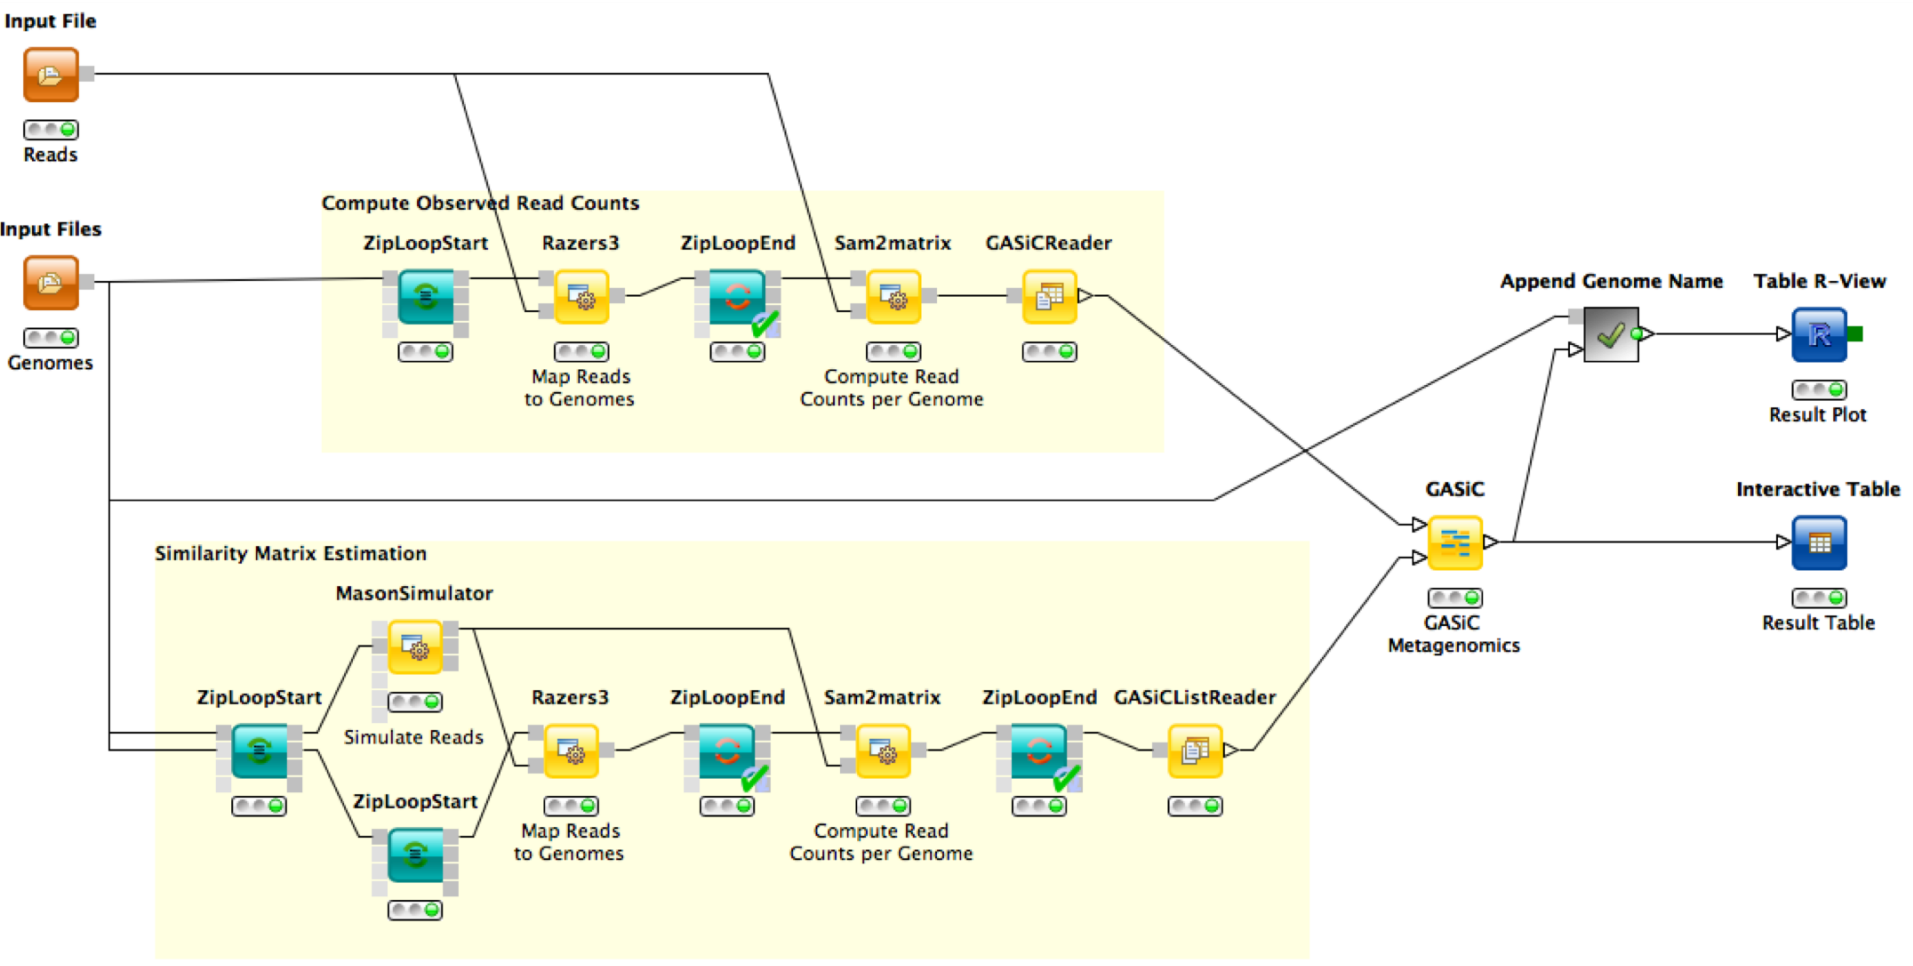 Input File
Reads
Input Files
Genomes
Compute Observed Read Counts
ZipLoopStart
Razers3
Map Reads
to Genomes
ZipLoopEnd
Sam2matrix
Compute Read
Counts per Genome
GASiCReader
Append Genome Name
Table R-View
R
Result Plot
GASiC
GASiC
Metagenomics
Interactive Table
Result Table
Similarity Matrix Estimation
MasonSimulator
Simulate Reads
ZipLoopStart
ZipLoopStart
Razers3
Map Reads
to Genomes
ZipLoopEnd
Sam2matrix
Compute Read
Counts per Genome
ZipLoopEnd
GASiCListReader